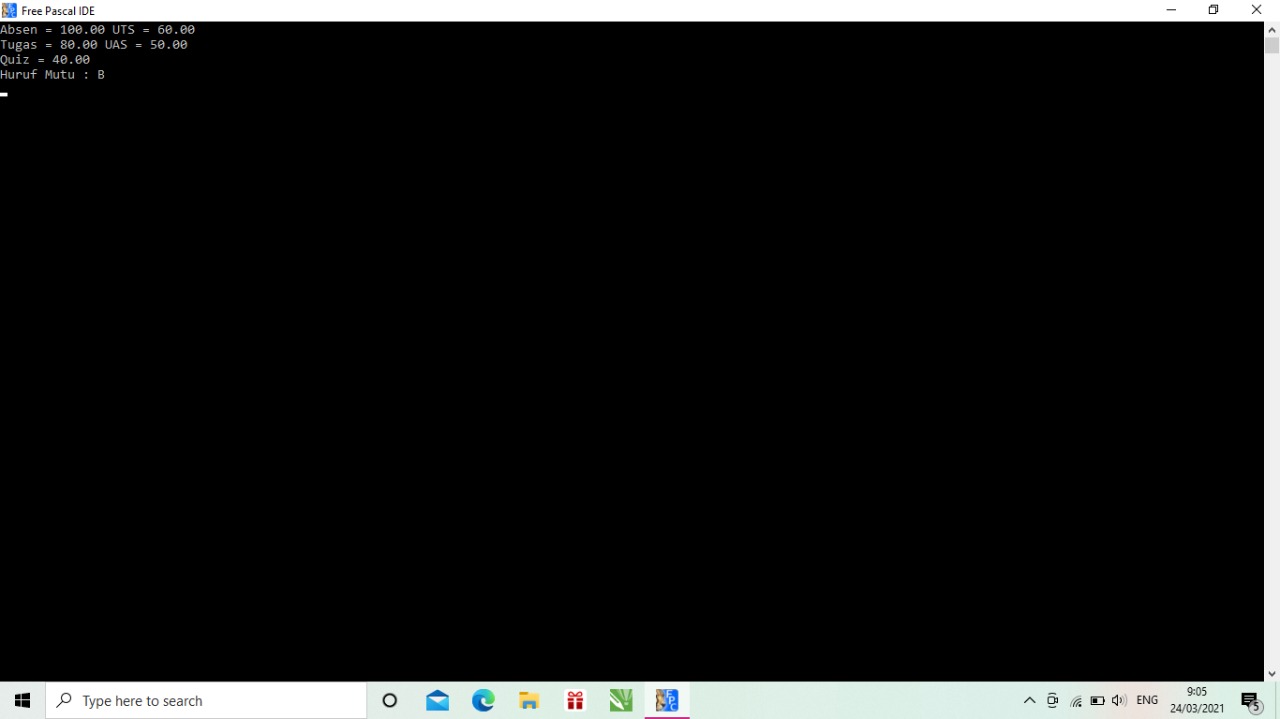 Free Pascal IDE
Absen = 100.00 UTS = 60.00
Tugas = 80.00 UAS = 50.00
Quiz = 40.00
Huruf Mutu : B
Type here to search
ENG
9:05
24/03/2021
5